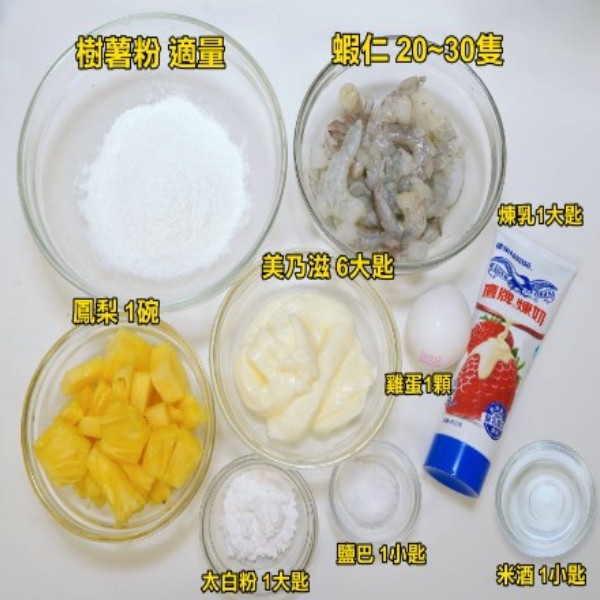 樹薯粉 適量
蝦仁 20~30隻
煉乳1大匙
美乃滋 6大匙
鳳梨 1碗
鷹牌煉奶
雞蛋1顆
太白粉 1大匙
鹽巴 1小匙
米酒 1小匙